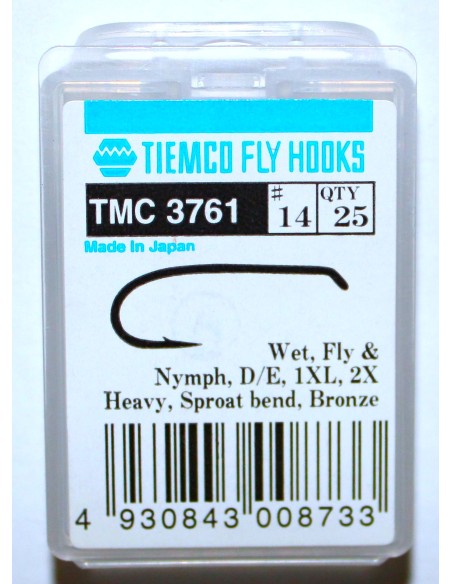 TIEMCO FLY HOOKS
TMC 3761 # 14 QTY 25
Made In Japan
Wet, Fly &
Nymph, D/E, 1XL, 2X
Heavy, Sproat bend, Bronze
4 930843 008733